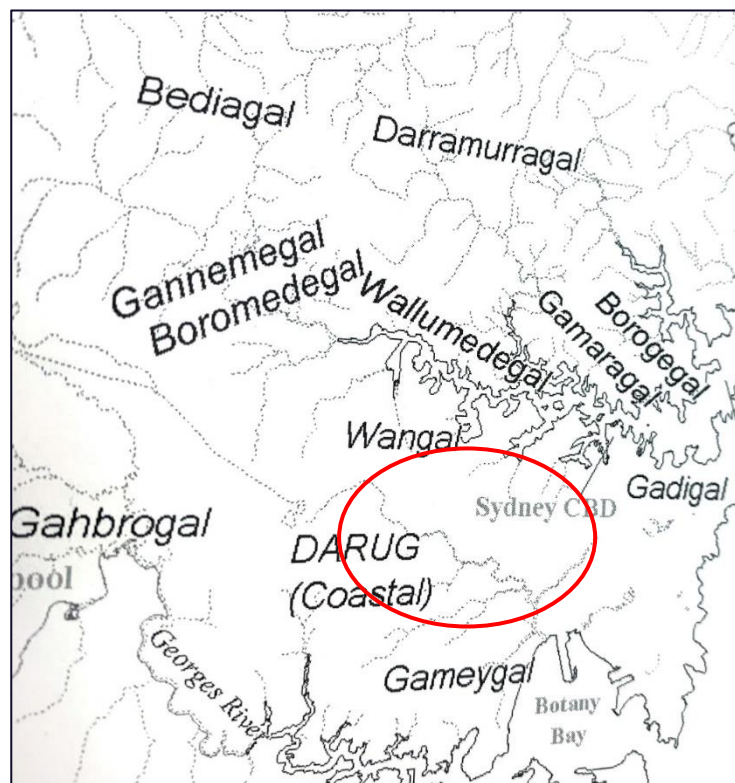 Bediagal
Darramurragal
Gannemegal
Boromedegal
Wallumedegal
Borogegal
Gamaragal
Wangal
Gadigal
Sydney CBD
Gahbrogal
DARUG
(Coastal)
pool
Georges River
Gameygal
Botany
Bay